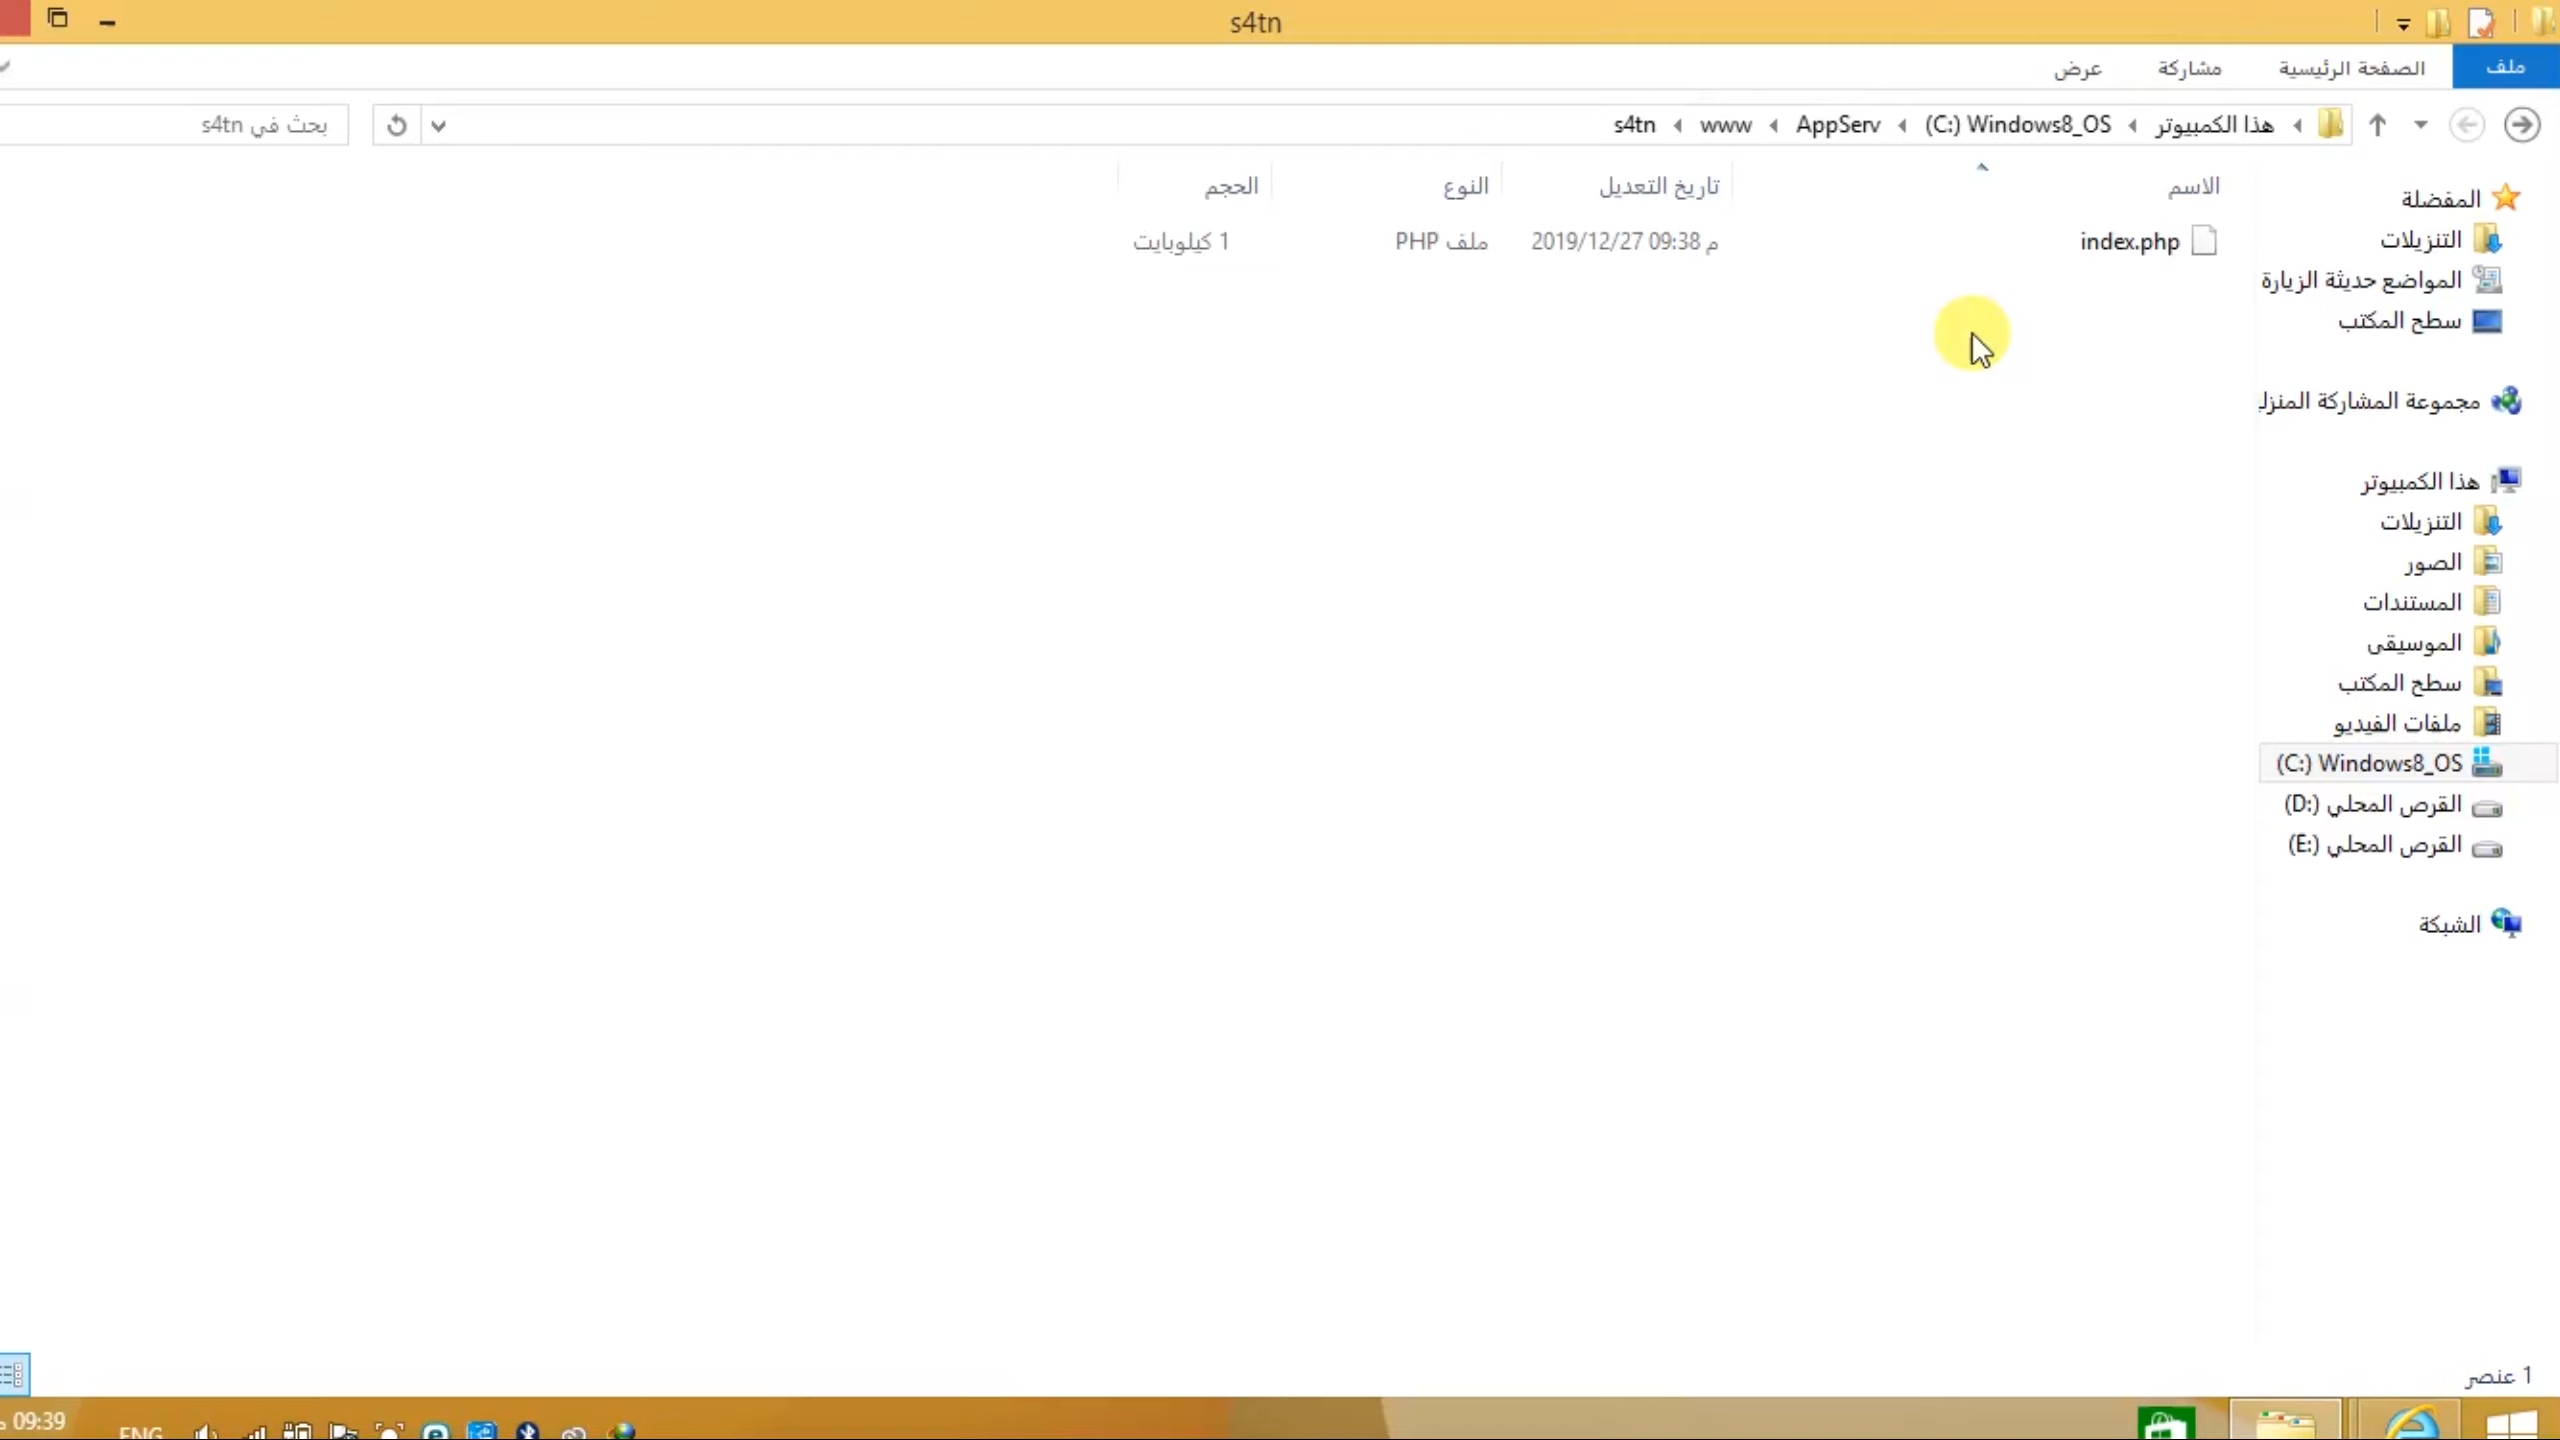 s4tn
ملف الصفحة الرئيسية مشاركة عرض
هذا الكمبيوتر (C:) Windows8_OS AppServ www s4tn
بحث في s4tn
الاسم تاريخ التعديل النوع الحجم
index.php 2019/12/27 09:38 م ملف PHP 1 كيلوبايت
المفضلة
التنزيلات
المواضع حديثة الزيارة
سطح المكتب
مجموعة المشاركة المنزلـ
هذا الكمبيوتر
التنزيلات
الصور
المستندات
الموسيقى
سطح المكتب
ملفات الفيديو
(C:) Windows8_OS
القرص المحلي (D:)
القرص المحلي (E:)
الشبكة
1 عنصر
ENG 09:39